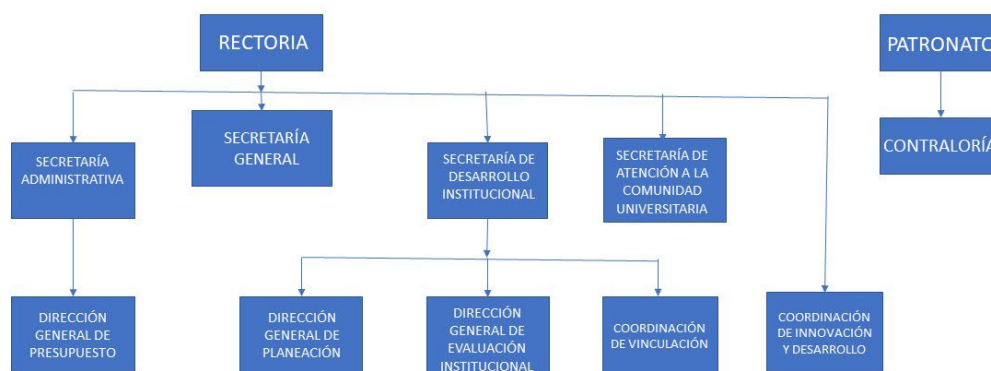 RECTORIA
PATRONATO
SECRETARÍA
ADMINISTRATIVA
SECRETARÍA
GENERAL
SECRETARÍA DE
DESARROLLO
INSTITUCIONAL
SECRETARÍA DE
ATENCIÓN A LA
COMUNIDAD
UNIVERSITARIA
CONTRALORÍA
DIRECCIÓN
GENERAL DE
PRESUPUESTO
DIRECCIÓN
GENERAL DE
PLANEACIÓN
DIRECCIÓN
GENERAL DE
EVALUACIÓN
INSTITUCIONAL
COORDINACIÓN
DE VINCULACIÓN
COORDINACIÓN
DE INNOVACIÓN
Y DESARROLLO